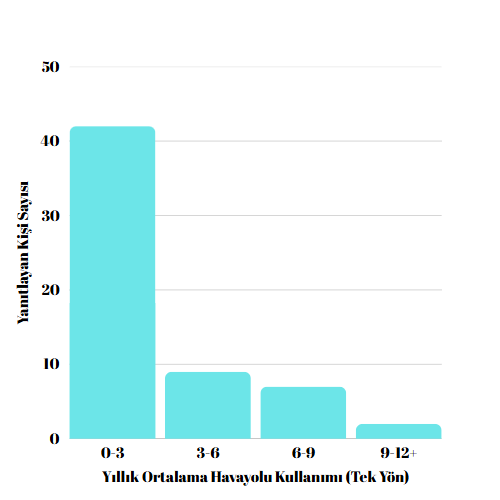 50
40
30
20
10
0
Yanıtlayan Kişi Sayısı
0-3 3-6 6-9 9-12+
Yıllık Ortalama Havayolu Kullanımı (Tek Yön)